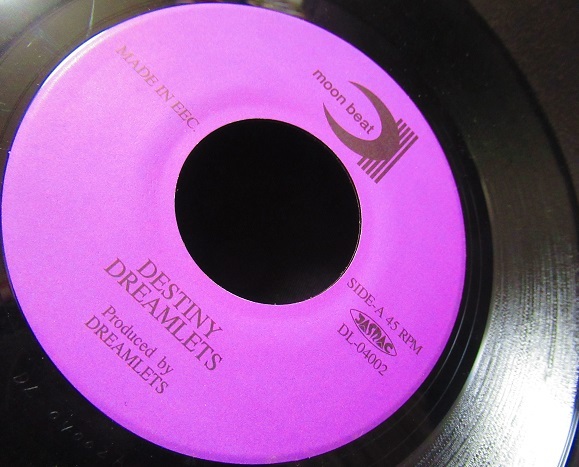 MADE IN EEC.
moon beat
DESTINY
DREAMLETS
Produced by
DREAMLETS
SIDE-A 45 RPM
JASRAC
DL-04002